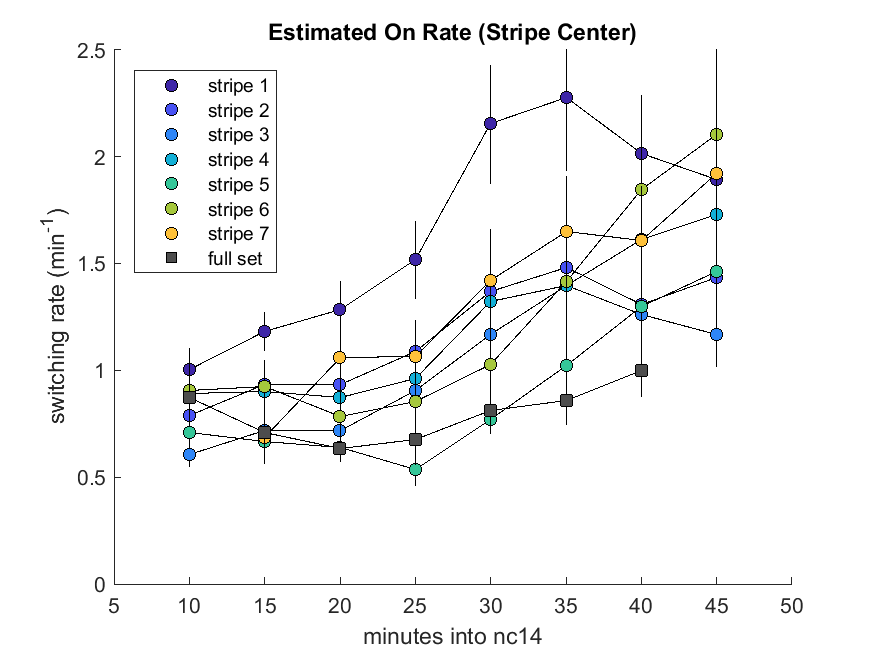 Estimated On Rate (Stripe Center)
2.5
2
1.5
1
0.5
0
switching rate (min⁻¹)
stripe 1
stripe 2
stripe 3
stripe 4
stripe 5
stripe 6
stripe 7
full set
5 10 15 20 25 30 35 40 45 50
minutes into nc14